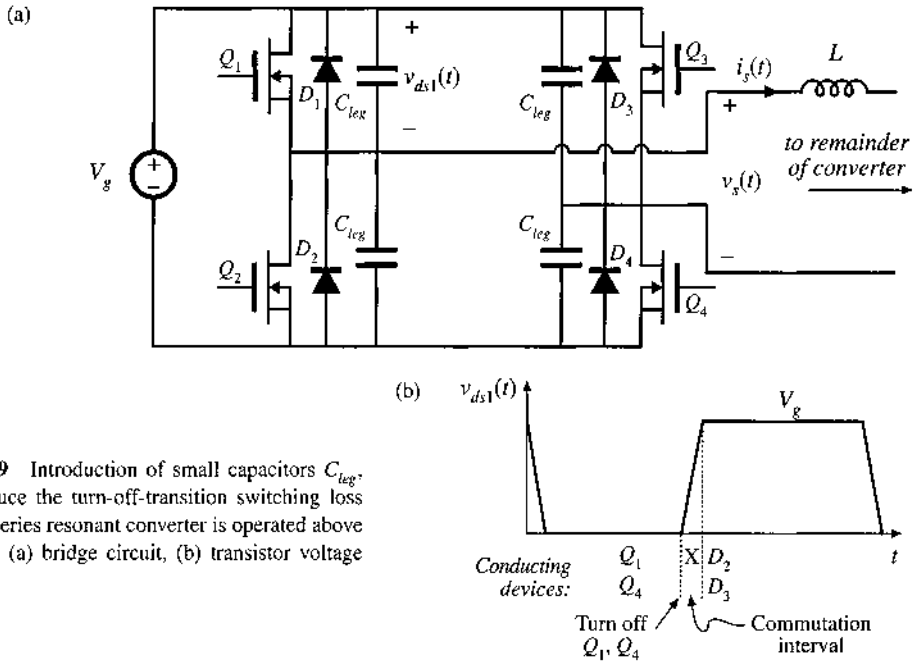 (a)
Q1
D1
Cleg
+
vds1(t)
−
Cleg
D3
Q3
is(t)
L
+
to remainder
of converter
Vg
+
−
vs(t)
Q2
D2
Cleg
Cleg
D4
Q4
−
(b)
vds1(t)
Vg
t
9 Introduction of small capacitors Cleg,
uce the turn-off-transition switching loss
eries resonant converter is operated above
(a) bridge circuit, (b) transistor voltage
Conducting
devices:
Q1
Q4
X
D2
D3
Turn off
Q1, Q4
Commutation
interval